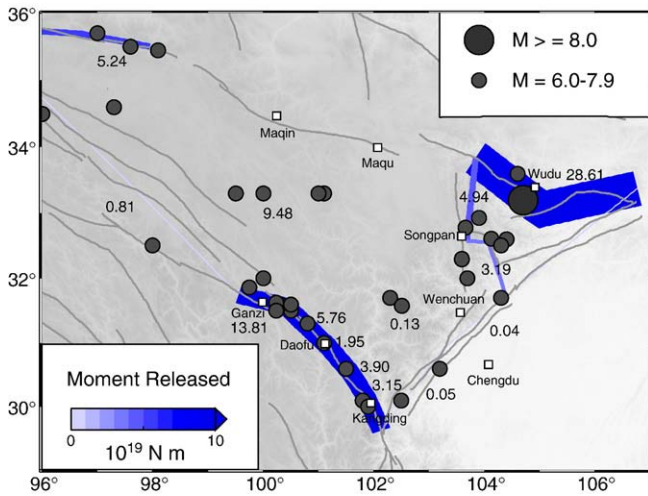 36°
34°
32°
30°
96
98
100
102
104
106
M > = 8.0
M = 6.0-7.9
5.24
Maqin
Maqu
Wudu 28.61
4.94
0.81
9.48
Songpan
3.19
Ganzi
13.81
5.76
0.13
Wenchuan
0.04
Daofu
1.95
3.90
3.15
0.05
Chengdu
Kangding
Moment Released
0 10
10¹⁹ N m